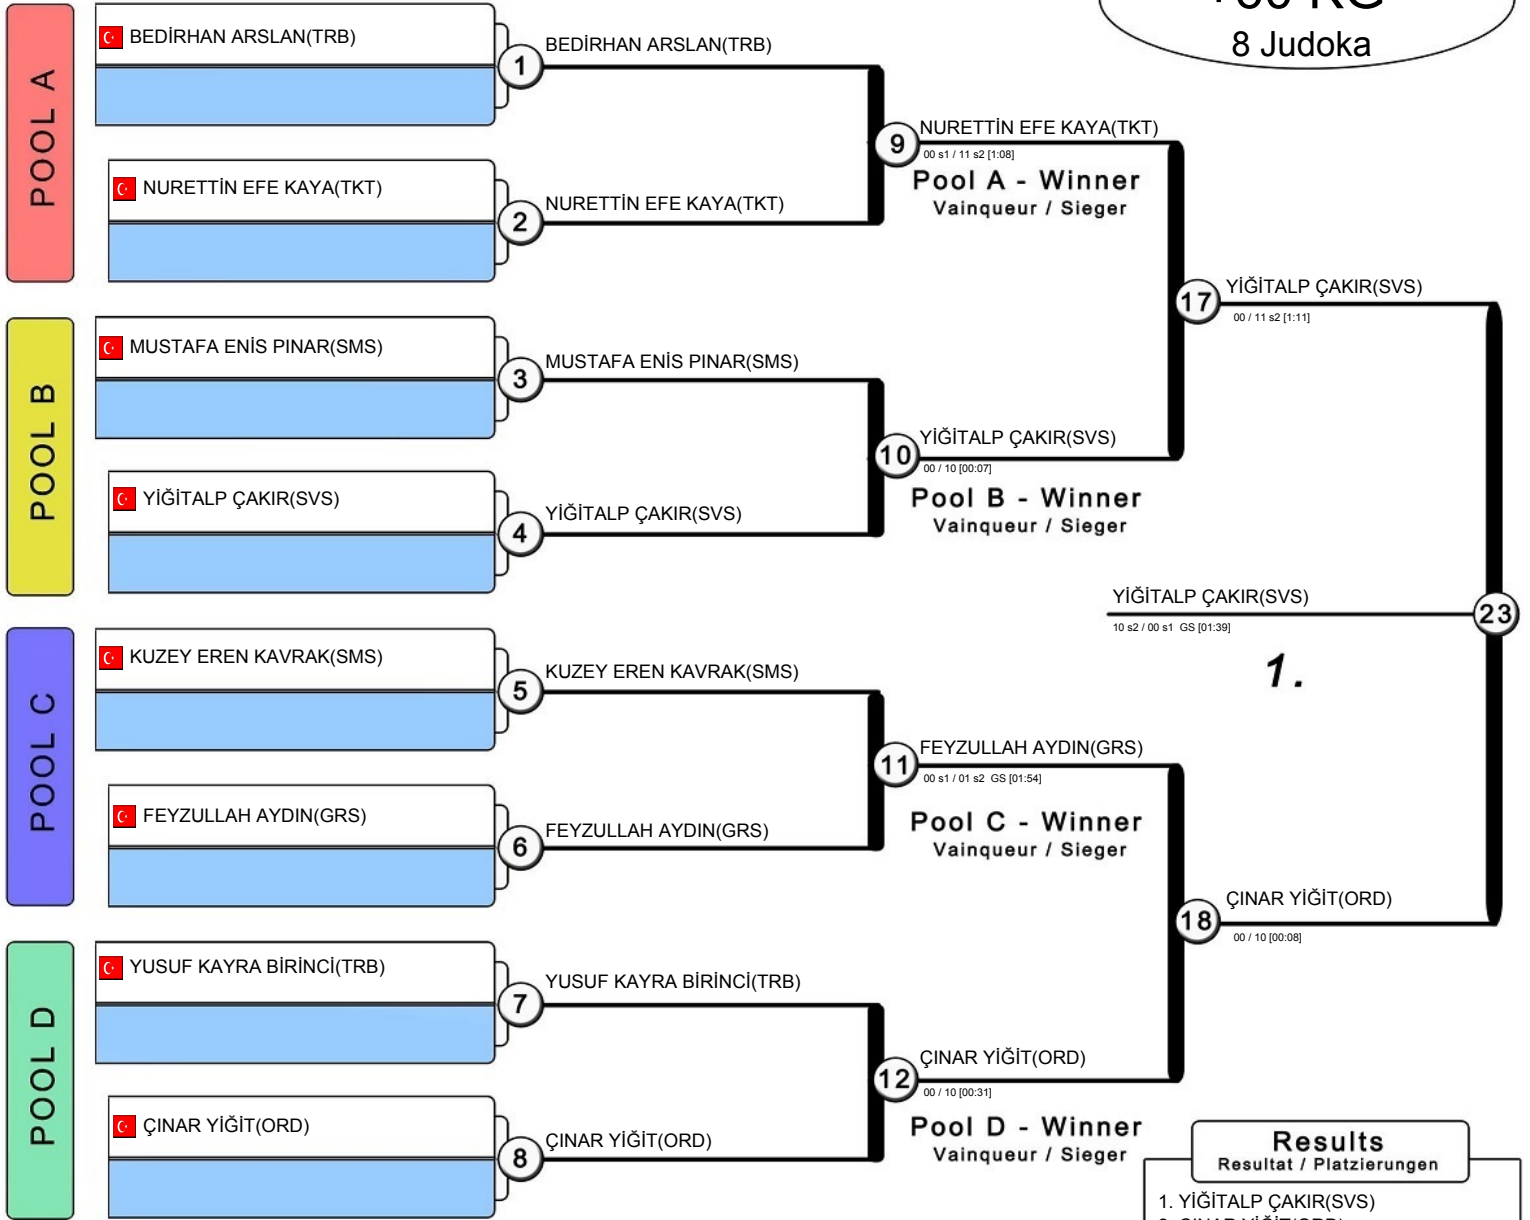 8 Judoka
POOL A
BEDİRHAN ARSLAN(TRB)
1
BEDİRHAN ARSLAN(TRB)
NURETTİN EFE KAYA(TKT)
2
NURETTİN EFE KAYA(TKT)
9
NURETTİN EFE KAYA(TKT)
00 s1 / 11 s2 [1:08]
Pool A - Winner
Vainqueur / Sieger
POOL B
MUSTAFA ENİS PINAR(SMS)
3
MUSTAFA ENİS PINAR(SMS)
YİĞİTALP ÇAKIR(SVS)
4
YİĞİTALP ÇAKIR(SVS)
10
YİĞİTALP ÇAKIR(SVS)
00 / 10 [00:07]
Pool B - Winner
Vainqueur / Sieger
17
YİĞİTALP ÇAKIR(SVS)
00 / 11 s2 [1:11]
YİĞİTALP ÇAKIR(SVS)
10 s2 / 00 s1 GS [01:39]
23
1.
POOL C
KUZEY EREN KAVRAK(SMS)
5
KUZEY EREN KAVRAK(SMS)
FEYZULLAH AYDIN(GRS)
6
FEYZULLAH AYDIN(GRS)
11
FEYZULLAH AYDIN(GRS)
00 s1 / 01 s2 GS [01:54]
Pool C - Winner
Vainqueur / Sieger
POOL D
YUSUF KAYRA BİRİNCİ(TRB)
7
YUSUF KAYRA BİRİNCİ(TRB)
ÇINAR YİĞİT(ORD)
8
ÇINAR YİĞİT(ORD)
12
ÇINAR YİĞİT(ORD)
00 / 10 [00:31]
Pool D - Winner
Vainqueur / Sieger
18
ÇINAR YİĞİT(ORD)
00 / 10 [00:08]
Results
Resultat / Platzierungen
1. YİĞİTALP ÇAKIR(SVS)